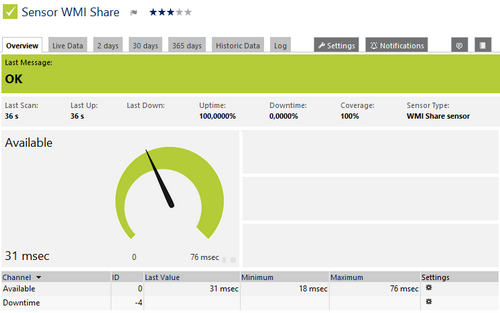 Sensor WMI Share
Overview Live Data 2 days 30 days 365 days Historic Data Log Settings Notifications
Last Message:
OK
Last Scan: Last Up: Last Down: Uptime: Downtime: Coverage: Sensor Type:
36 s 36 s 100,0000% 0,0000% 100% WMI Share sensor
Available
31 msec 0 76 msec
Channel ID Last Value Minimum Maximum Settings
Available 0 31 msec 18 msec 76 msec
Downtime -4